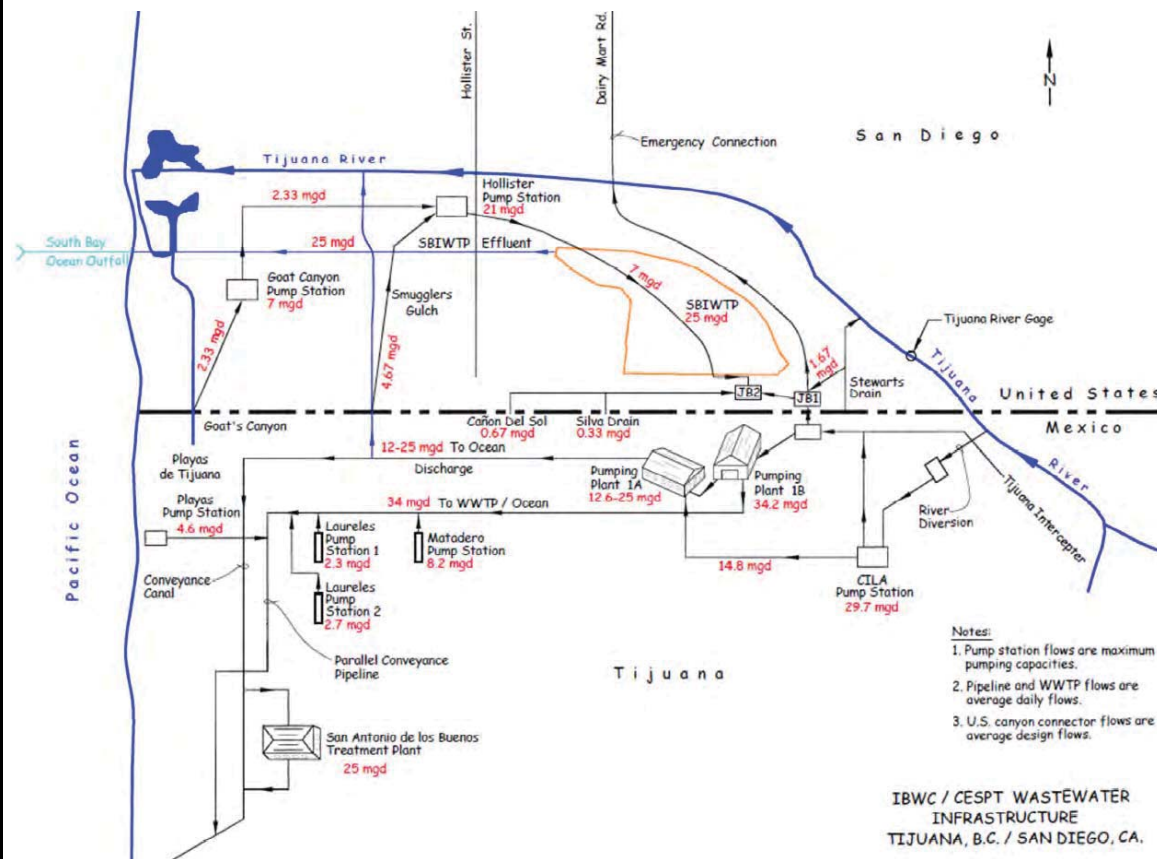 Hollister St.
Dairy Mart Rd.
N
Emergency Connection
San Diego
Tijuana River
2.33 mgd
Hollister
Pump Station
21 mgd
South Bay
Ocean Outfall
25 mgd
SBIWTP Effluent
Goat Canyon
Pump Station
7 mgd
Smugglers
Gulch
7 mgd
SBIWTP
25 mgd
2.33 mgd
4.67 mgd
1.67
mgd
Tijuana River Gage
Tijuana
Stewarts
Drain
JB2
JB1
United States
Mexico
Goat's Canyon
Cañon Del Sol
0.67 mgd
Silva Drain
0.33 mgd
12-25 mgd To Ocean
Discharge
Playas
de Tijuana
Pumping
Plant 1A
12.6-25 mgd
Pumping
Plant 1B
34.2 mgd
River
Tijuana Intercepter
River
Diversion
Playas
Pump Station
4.6 mgd
34 mgd To WWTP / Ocean
Laureles
Pump
Station 1
2.3 mgd
Matadero
Pump Station
8.2 mgd
14.8 mgd
CILA
Pump Station
29.7 mgd
Pacific Ocean
Conveyance
Canal
Laureles
Pump
Station 2
2.7 mgd
Parallel Conveyance
Pipeline
Tijuana
Notes:
1. Pump station flows are maximum
pumping capacities.
2. Pipeline and WWTP flows are
average daily flows.
3. U.S. canyon connector flows are
average design flows.
San Antonio de los Buenos
Treatment Plant
25 mgd
IBWC / CESPT WASTEWATER
INFRASTRUCTURE
TIJUANA, B.C. / SAN DIEGO, CA.